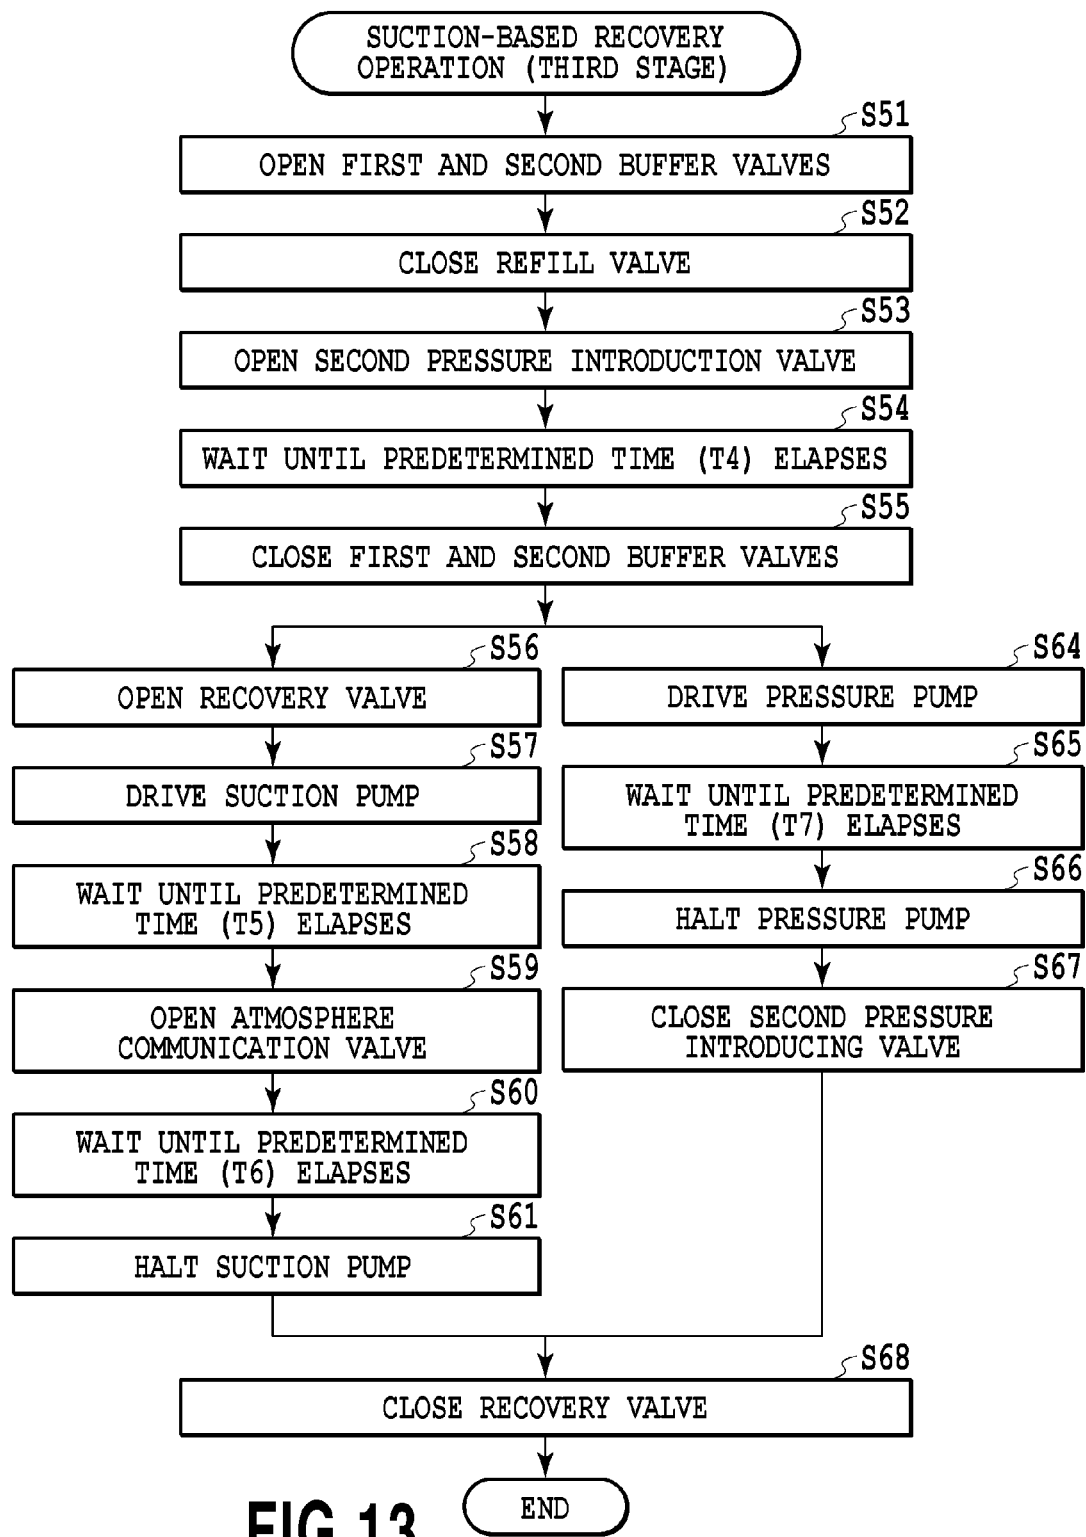 SUCTION-BASED RECOVERY
OPERATION (THIRD STAGE)
S51
OPEN FIRST AND SECOND BUFFER VALVES
S52
CLOSE REFILL VALVE
S53
OPEN SECOND PRESSURE INTRODUCTION VALVE
S54
WAIT UNTIL PREDETERMINED TIME (T4) ELAPSES
S55
CLOSE FIRST AND SECOND BUFFER VALVES
S56
OPEN RECOVERY VALVE
S57
DRIVE SUCTION PUMP
S58
WAIT UNTIL PREDETERMINED
TIME (T5) ELAPSES
S59
OPEN ATMOSPHERE
COMMUNICATION VALVE
S60
WAIT UNTIL PREDETERMINED
TIME (T6) ELAPSES
S61
HALT SUCTION PUMP
S64
DRIVE PRESSURE PUMP
S65
WAIT UNTIL PREDETERMINED
TIME (T7) ELAPSES
S66
HALT PRESSURE PUMP
S67
CLOSE SECOND PRESSURE
INTRODUCING VALVE
S68
CLOSE RECOVERY VALVE
END
FIG.13